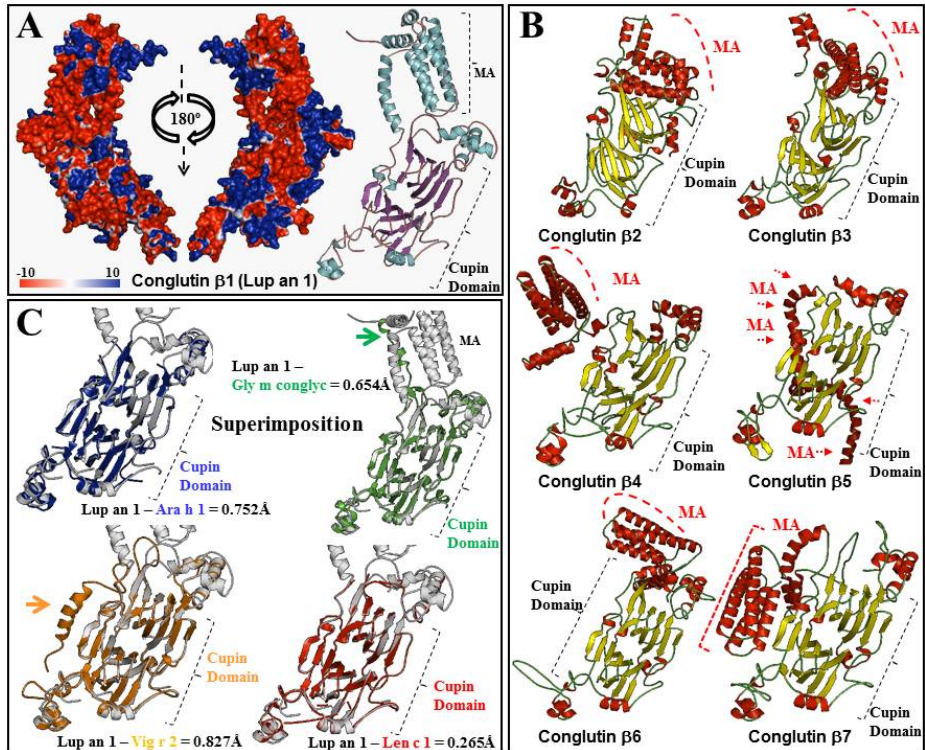 A
180º
MA
Cupin
Domain
-10 10
Conglutin β1 (Lup an 1)
B
MA
Cupin
Domain
Conglutin β2
MA
Cupin
Domain
Conglutin β3
MA
Cupin
Domain
Conglutin β4
MA
MA
MA
Cupin
Domain
Conglutin β5
MA
Cupin
Domain
Conglutin β6
MA
Cupin
Domain
Conglutin β7
C
Superimposition
Cupin
Domain
Lup an 1 – Ara h 1 = 0.752Å
MA
Lup an 1 –
Gly m conglyc = 0.654Å
Cupin
Domain
Cupin
Domain
Lup an 1 – Vig r 2 = 0.827Å
Cupin
Domain
Lup an 1 – Len c 1 = 0.265Å